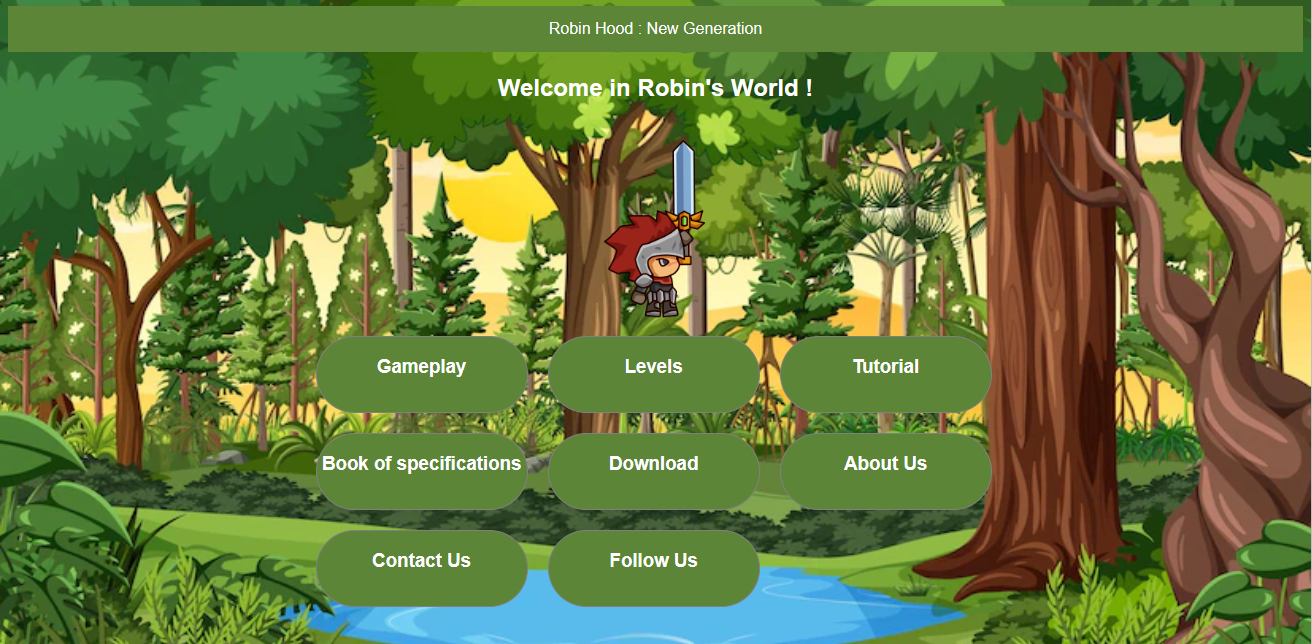 Robin Hood : New Generation
Welcome in Robin's World !
Gameplay
Levels
Tutorial
Book of specifications
Download
About Us
Contact Us
Follow Us